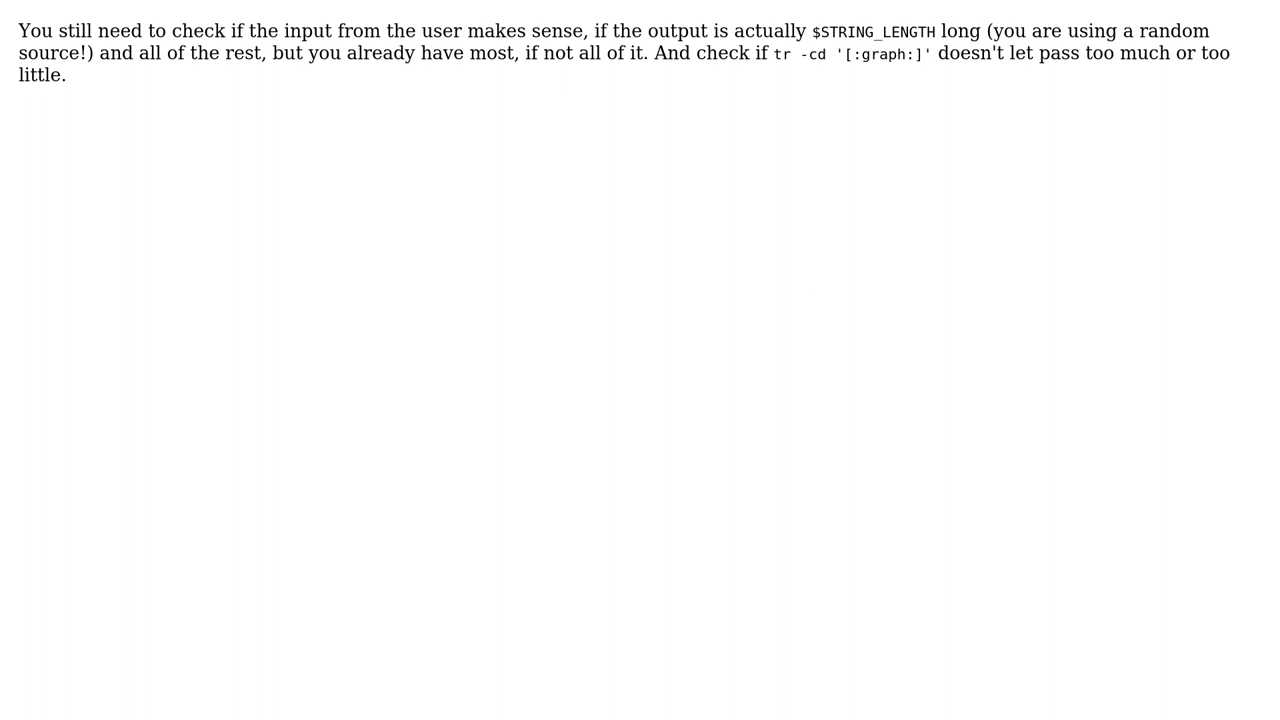 You still need to check if the input from the user makes sense, if the output is actually $STRING_LENGTH long (you are using a random
source!) and all of the rest, but you already have most, if not all of it. And check if tr -cd '[:graph:]' doesn't let pass too much or too
little.